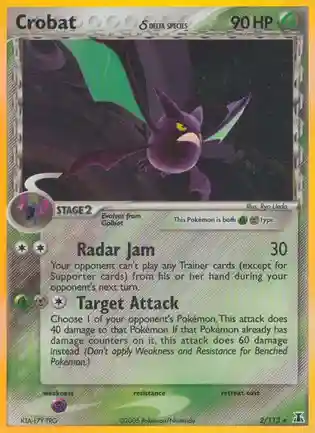 Crobat δ DELTA SPECIES 90 HP
Illus. Ryo Ueda
STAGE 2 Evolves from Golbat
This Pokémon is both type.
Radar Jam 30
Your opponent can't play any Trainer cards (except for
Supporter cards) from his or her hand during your
opponent's next turn.
Target Attack
Choose 1 of your opponent's Pokémon. This attack does
40 damage to that Pokémon. If that Pokémon already has
damage counters on it, this attack does 60 damage
instead. (Don't apply Weakness and Resistance for Benched
Pokémon.)
weakness resistance retreat cost
©2005 Pokémon/Nintendo 2/113 ★